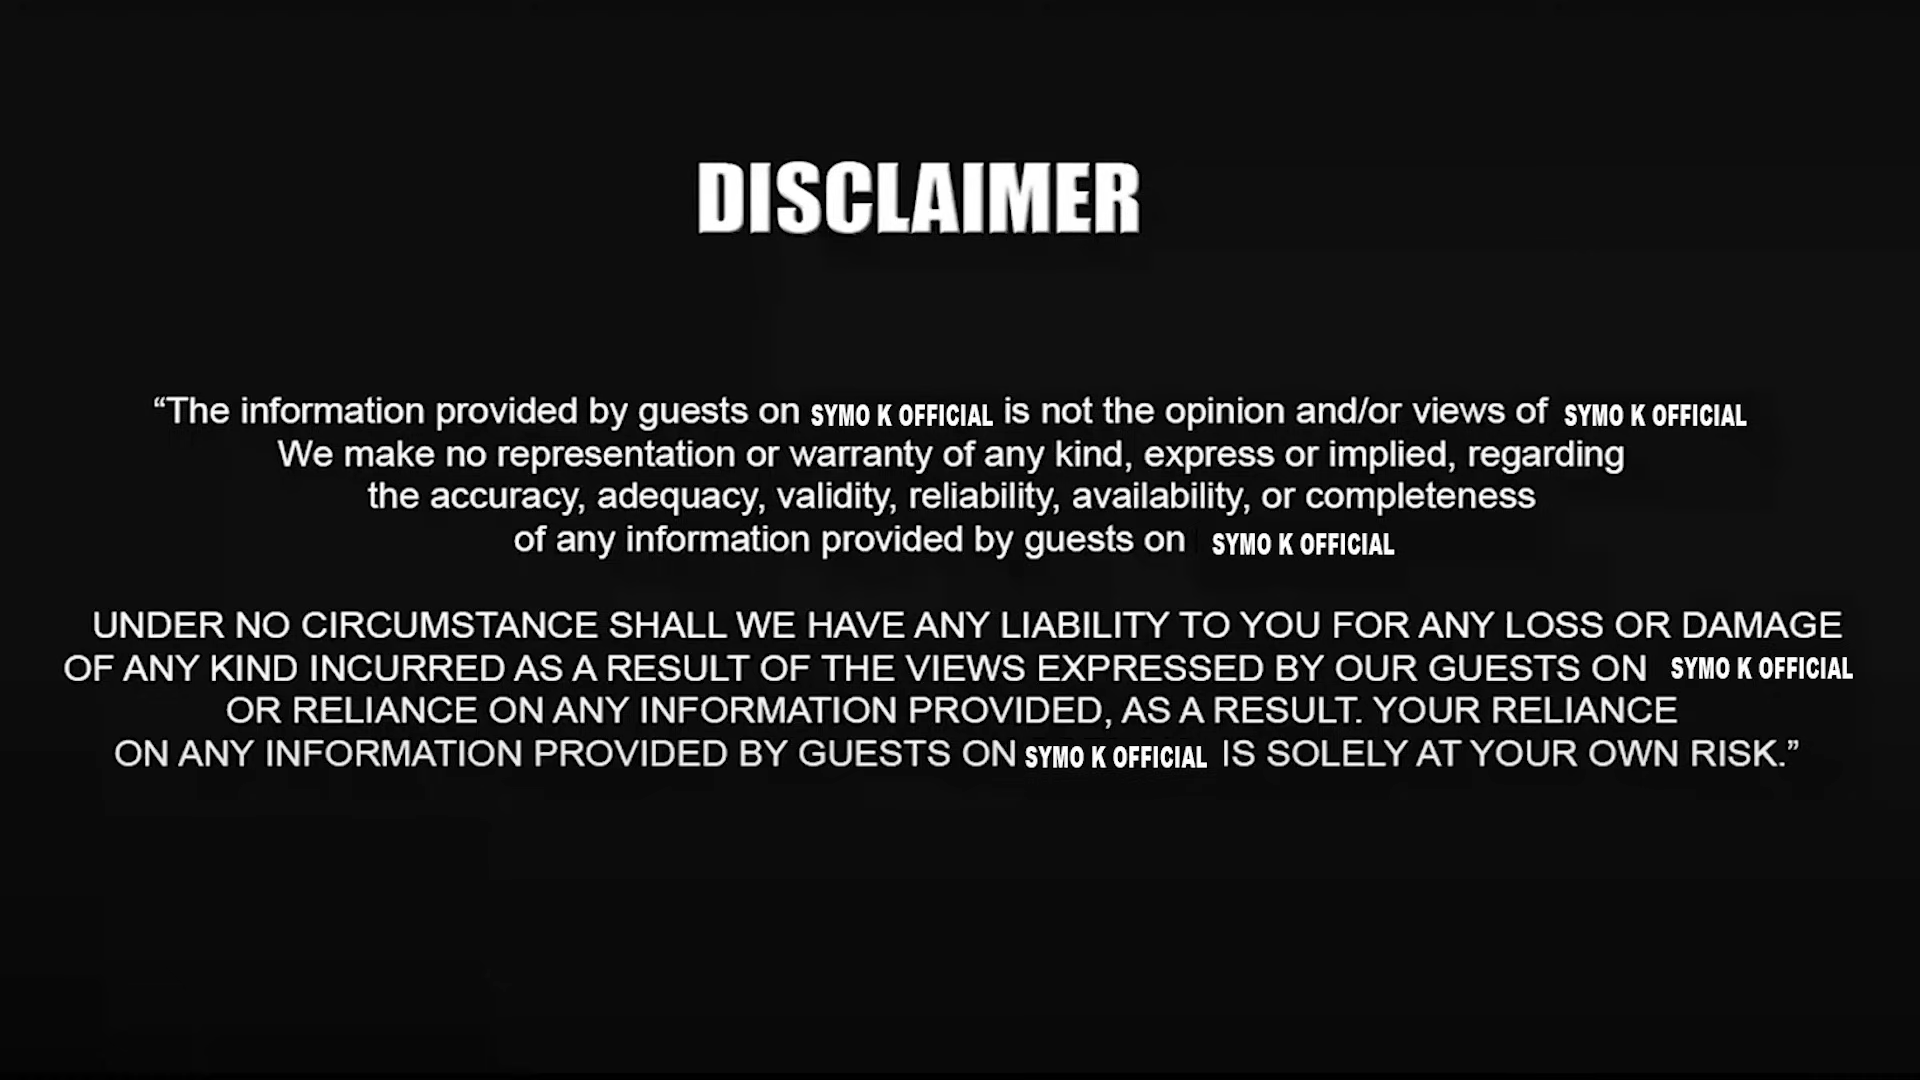 DISCLAIMER
“The information provided by guests on SYMO K OFFICIAL is not the opinion and/or views of SYMO K OFFICIAL
We make no representation or warranty of any kind, express or implied, regarding
the accuracy, adequacy, validity, reliability, availability, or completeness
of any information provided by guests on SYMO K OFFICIAL
UNDER NO CIRCUMSTANCE SHALL WE HAVE ANY LIABILITY TO YOU FOR ANY LOSS OR DAMAGE
OF ANY KIND INCURRED AS A RESULT OF THE VIEWS EXPRESSED BY OUR GUESTS ON SYMO K OFFICIAL
OR RELIANCE ON ANY INFORMATION PROVIDED, AS A RESULT. YOUR RELIANCE
ON ANY INFORMATION PROVIDED BY GUESTS ON SYMO K OFFICIAL IS SOLELY AT YOUR OWN RISK.”